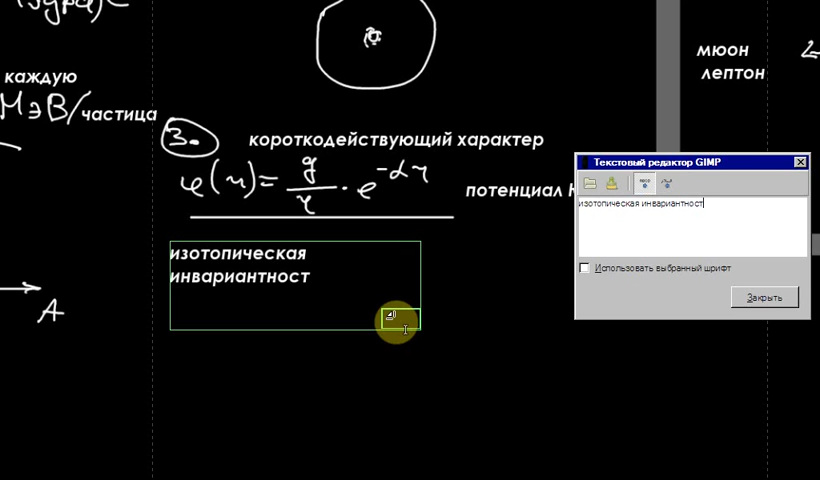 каждую
МэВ/частица
3. короткодействующий характер
φ(r)= g/r · e^-αr потенциал
изотопическая
инвариантност
A
мюон
лептон
Текстовый редактор GIMP
изотопическая инвариантност
Использовать выбранный шрифт
Закрыть